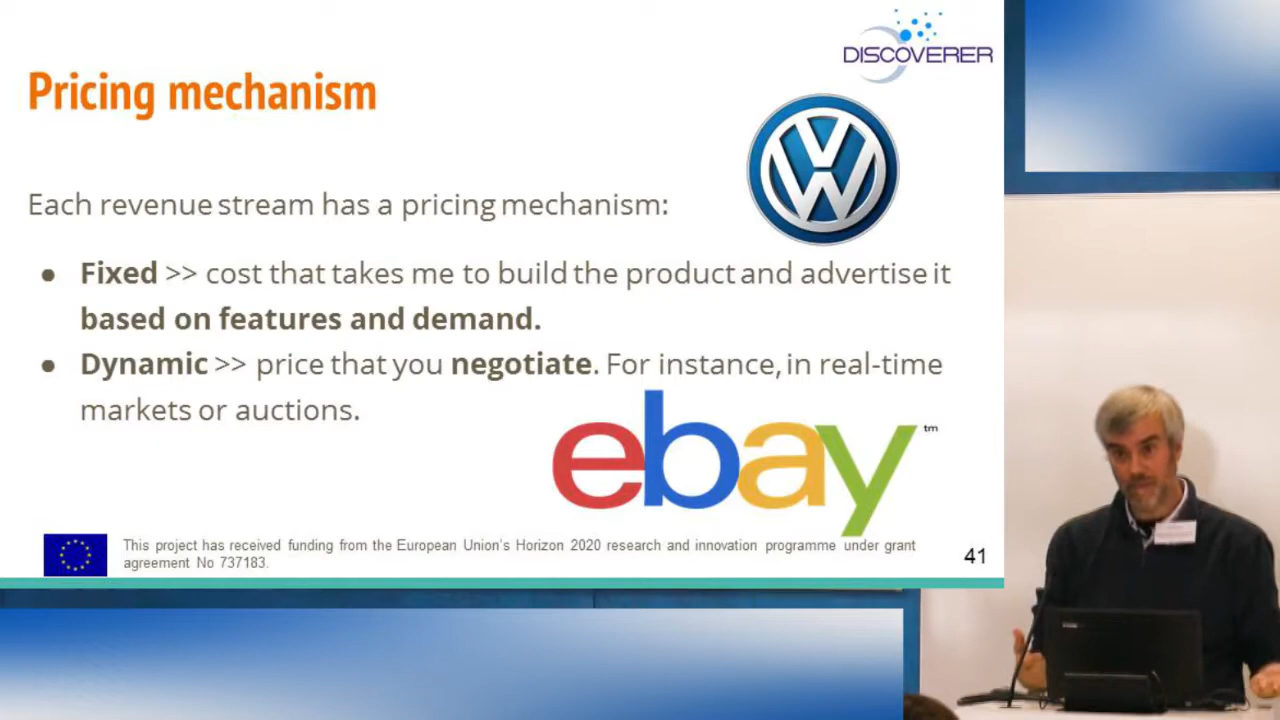 DISCOVERER
Pricing mechanism
Each revenue stream has a pricing mechanism:
● Fixed >> cost that takes me to build the product and advertise it
based on features and demand.
● Dynamic >> price that you negotiate. For instance, in real-time
markets or auctions.
ebay™
This project has received funding from the European Union's Horizon 2020 research and innovation programme under grant
agreement No 737183.
41